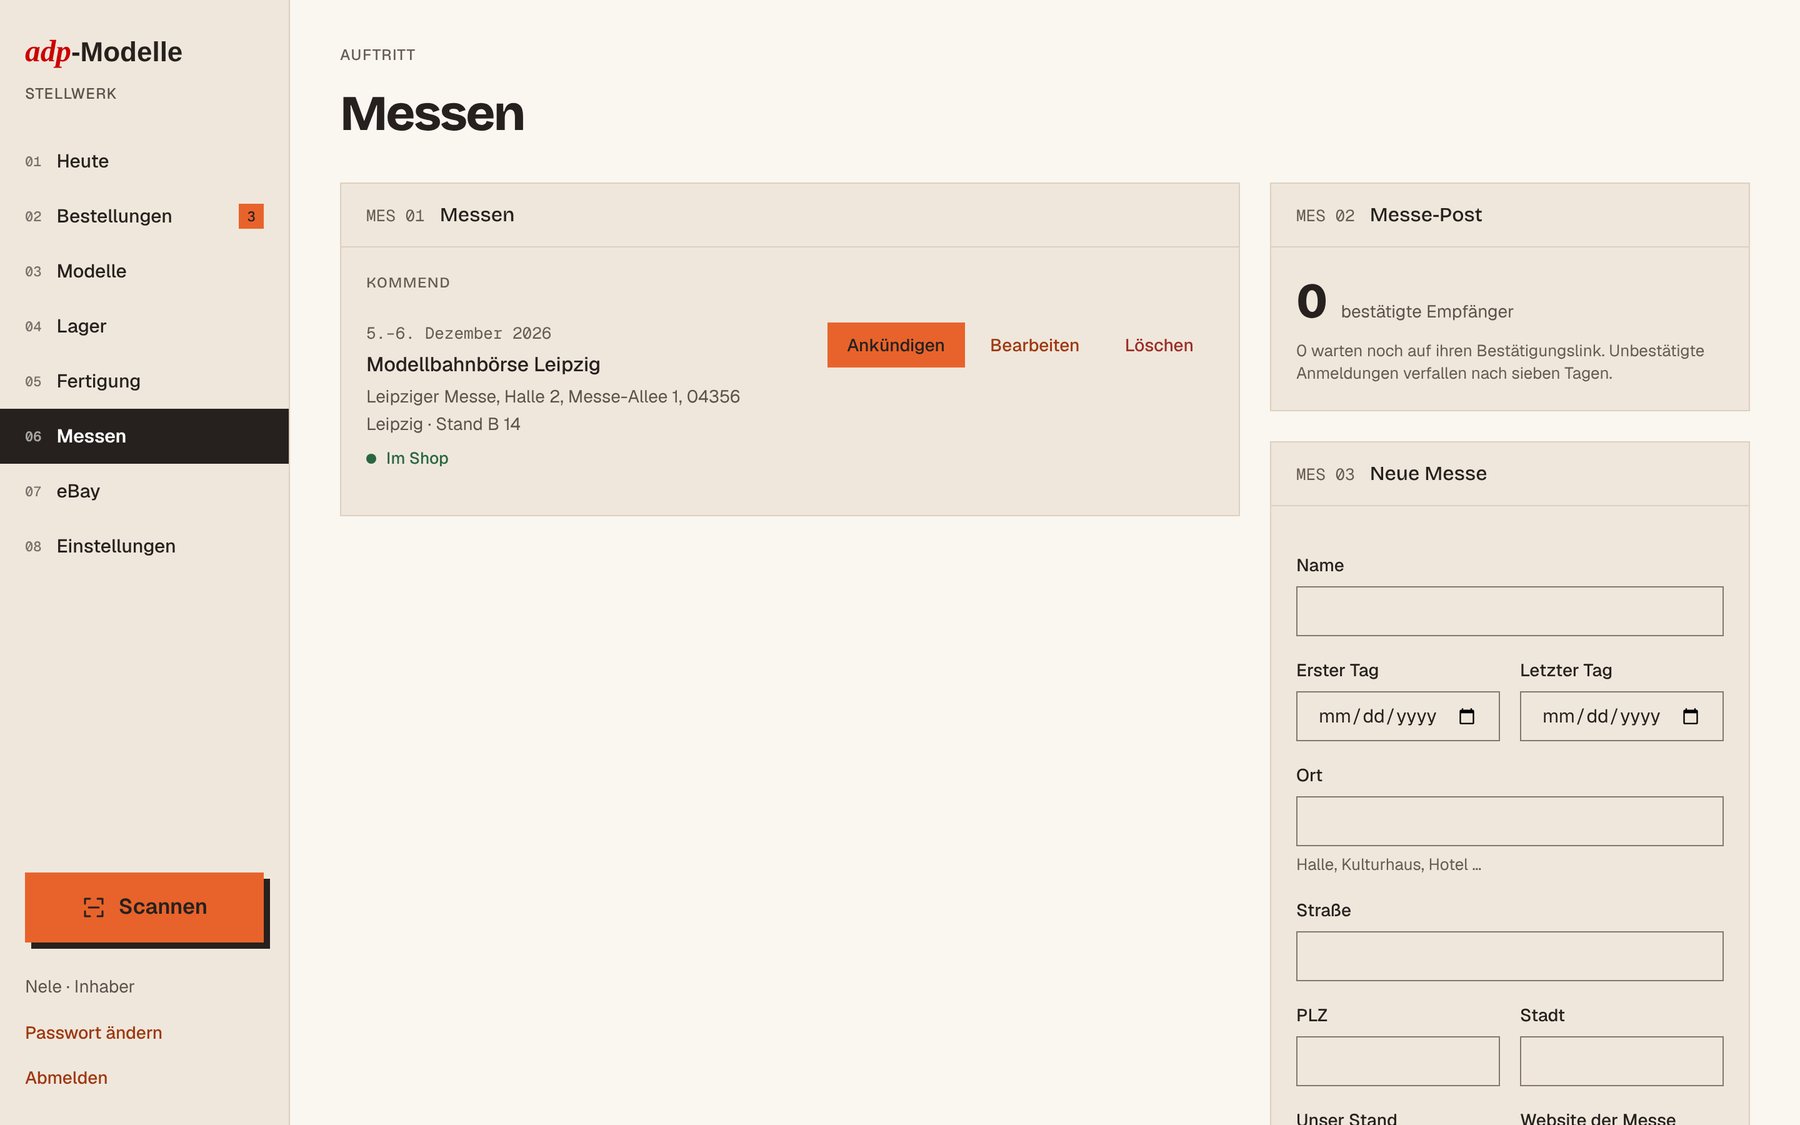 adp-Modelle
STELLWERK
01 Heute
02 Bestellungen 3
03 Modelle
04 Lager
05 Fertigung
06 Messen
07 eBay
08 Einstellungen
Scannen
Nele · Inhaber
Passwort ändern
Abmelden
AUFTRITT
Messen
MES 01 Messen
KOMMEND
5.–6. Dezember 2026
Modellbahnbörse Leipzig
Leipziger Messe, Halle 2, Messe-Allee 1, 04356
Leipzig · Stand B 14
Im Shop
Ankündigen Bearbeiten Löschen
MES 02 Messe-Post
0 bestätigte Empfänger
0 warten noch auf ihren Bestätigungslink. Unbestätigte
Anmeldungen verfallen nach sieben Tagen.
MES 03 Neue Messe
Name
Erster Tag Letzter Tag
mm/dd/yyyy mm/dd/yyyy
Ort
Halle, Kulturhaus, Hotel …
Straße
PLZ Stadt
Unser Stand Website der Messe